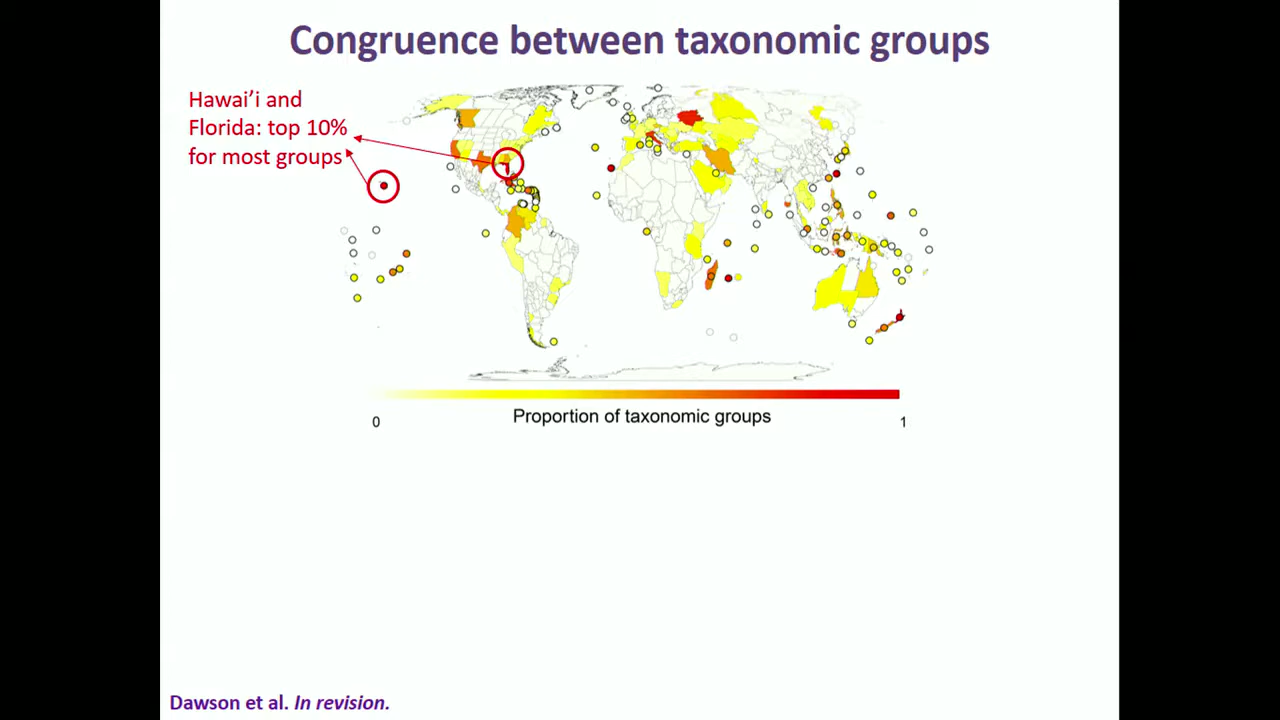 Congruence between taxonomic groups
Hawai’i and
Florida: top 10%
for most groups
0
Proportion of taxonomic groups
1
Dawson et al. In revision.